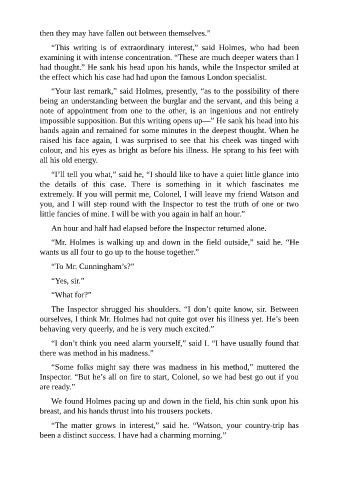 then they may have fallen out between themselves.”
“This writing is of extraordinary interest,” said Holmes, who had been
examining it with intense concentration. “These are much deeper waters than I
had thought.” He sank his head upon his hands, while the Inspector smiled at
the effect which his case had had upon the famous London specialist.
“Your last remark,” said Holmes, presently, “as to the possibility of there
being an understanding between the burglar and the servant, and this being a
note of appointment from one to the other, is an ingenious and not entirely
impossible supposition. But this writing opens up—” He sank his head into his
hands again and remained for some minutes in the deepest thought. When he
raised his face again, I was surprised to see that his cheek was tinged with
colour, and his eyes as bright as before his illness. He sprang to his feet with
all his old energy.
“I’ll tell you what,” said he, “I should like to have a quiet little glance into
the details of this case. There is something in it which fascinates me
extremely. If you will permit me, Colonel, I will leave my friend Watson and
you, and I will step round with the Inspector to test the truth of one or two
little fancies of mine. I will be with you again in half an hour.”
An hour and half had elapsed before the Inspector returned alone.
“Mr. Holmes is walking up and down in the field outside,” said he. “He
wants us all four to go up to the house together.”
“To Mr. Cunningham’s?”
“Yes, sir.”
“What for?”
The Inspector shrugged his shoulders. “I don’t quite know, sir. Between
ourselves, I think Mr. Holmes had not quite got over his illness yet. He’s been
behaving very queerly, and he is very much excited.”
“I don’t think you need alarm yourself,” said I. “I have usually found that
there was method in his madness.”
“Some folks might say there was madness in his method,” muttered the
Inspector. “But he’s all on fire to start, Colonel, so we had best go out if you
are ready.”
We found Holmes pacing up and down in the field, his chin sunk upon his
breast, and his hands thrust into his trousers pockets.
“The matter grows in interest,” said he. “Watson, your country-trip has
been a distinct success. I have had a charming morning.”